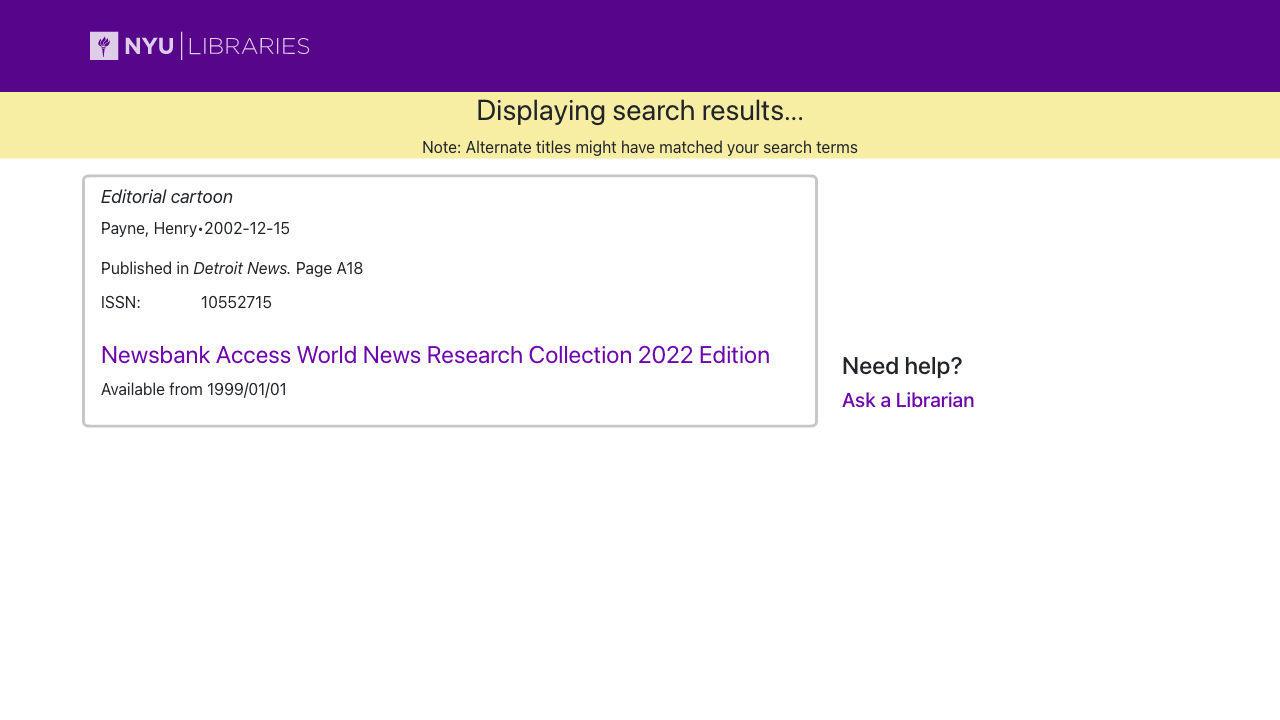 NYU LIBRARIES
Displaying search results...
Note: Alternate titles might have matched your search terms
Editorial cartoon
Payne, Henry•2002-12-15
Published in Detroit News. Page A18
ISSN: 10552715
Newsbank Access World News Research Collection 2022 Edition
Available from 1999/01/01
Need help?
Ask a Librarian